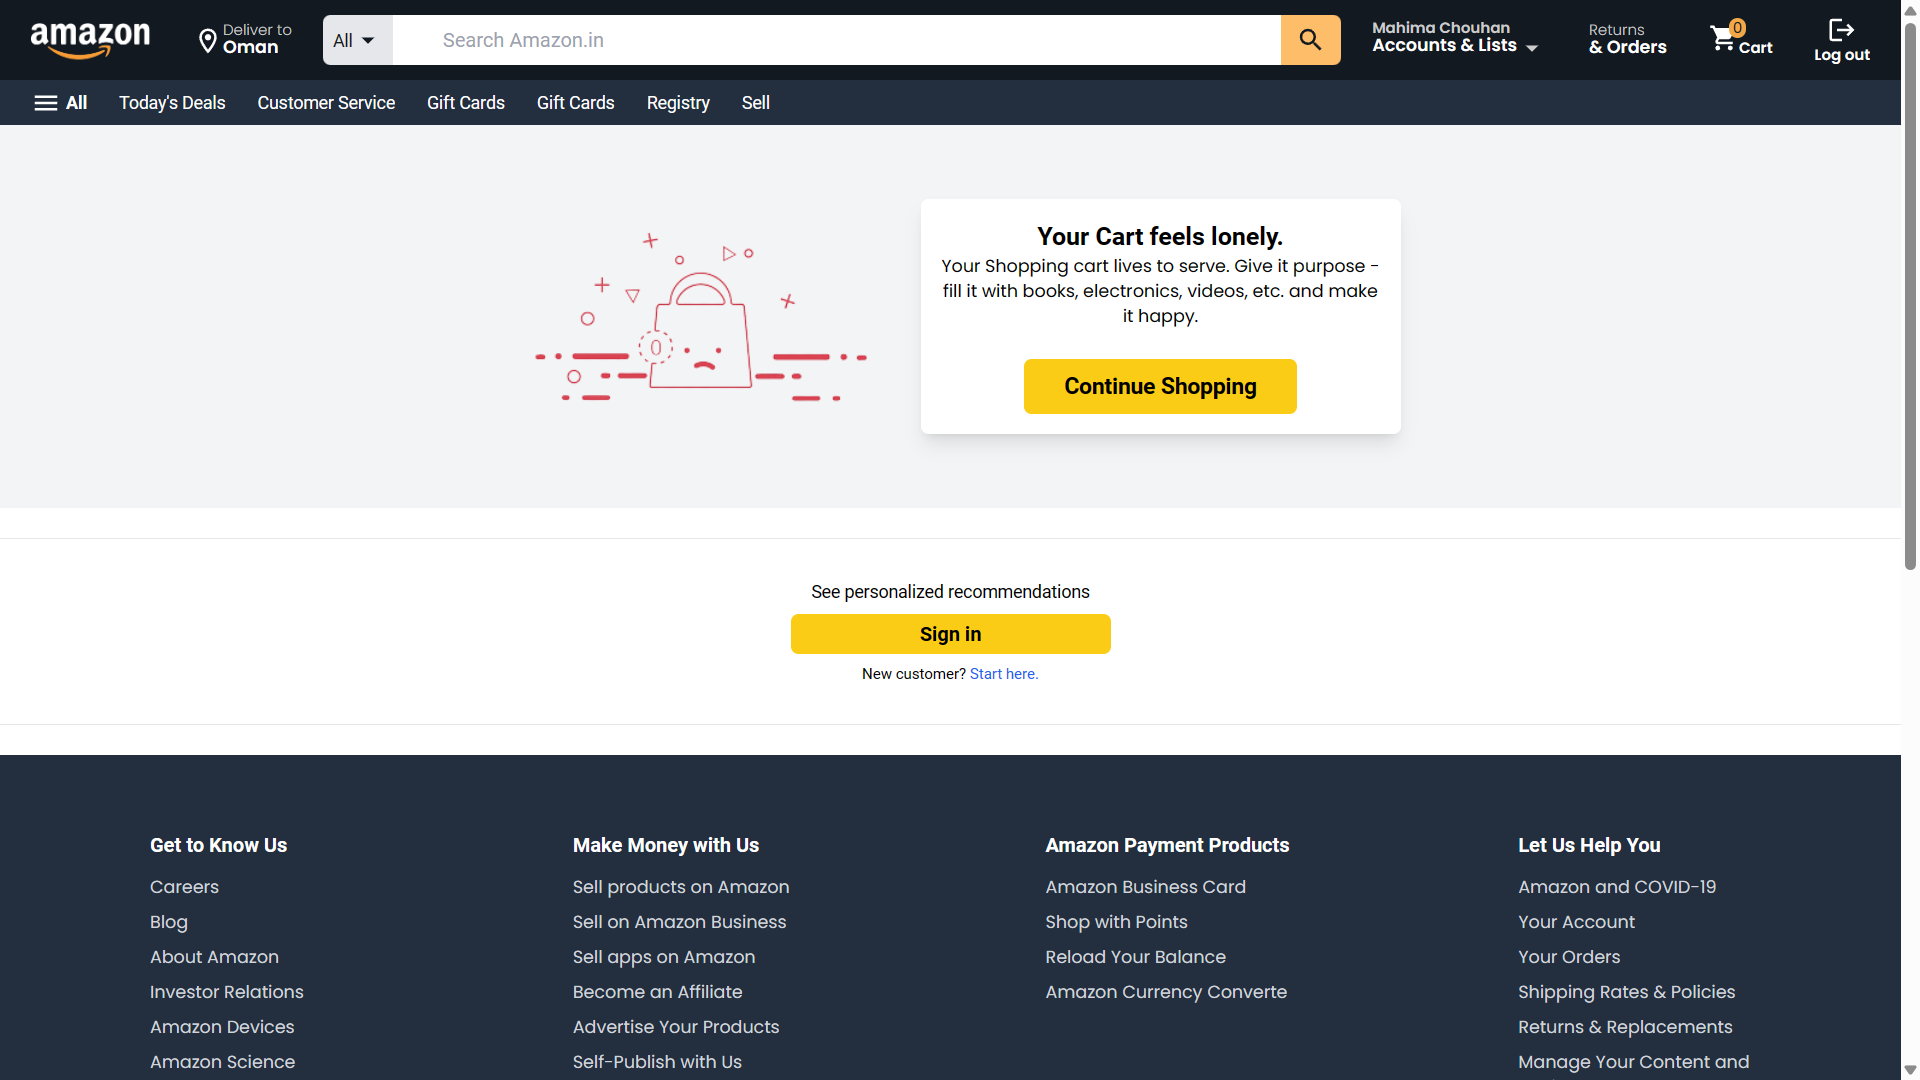 amazon
Deliver to
Oman
All
Search Amazon.in
Mahima Chouhan
Accounts & Lists
Returns
& Orders
0
Cart
Log out
All
Today's Deals
Customer Service
Gift Cards
Gift Cards
Registry
Sell
0
Your Cart feels lonely.
Your Shopping cart lives to serve. Give it purpose -
fill it with books, electronics, videos, etc. and make
it happy.
Continue Shopping
See personalized recommendations
Sign in
New customer? Start here.
Get to Know Us
Careers
Blog
About Amazon
Investor Relations
Amazon Devices
Amazon Science
Make Money with Us
Sell products on Amazon
Sell on Amazon Business
Sell apps on Amazon
Become an Affiliate
Advertise Your Products
Self-Publish with Us
Amazon Payment Products
Amazon Business Card
Shop with Points
Reload Your Balance
Amazon Currency Converte
Let Us Help You
Amazon and COVID-19
Your Account
Your Orders
Shipping Rates & Policies
Returns & Replacements
Manage Your Content and